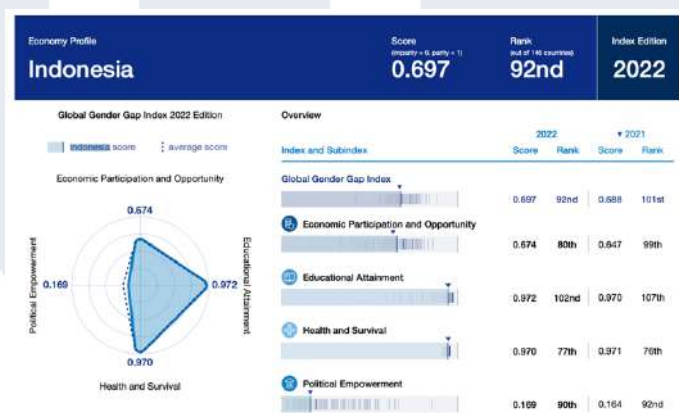 Economy Profile
Indonesia
Score
(imparity = 0, parity = 1)
0.697
Rank
(out of 146 countries)
92nd
Index Edition
2022
Global Gender Gap Index 2022 Edition
Indonesia score
average score
Economic Participation and Opportunity
0.674
Political Empowerment
0.169
0.972
Educational Attainment
0.970
Health and Survival
Overview
2022 ▼ 2021
Index and Subindex Score Rank Score Rank
Global Gender Gap Index
0.697 92nd 0.688 101st
Economic Participation and Opportunity
0.674 80th 0.647 99th
Educational Attainment
0.972 102nd 0.970 107th
Health and Survival
0.970 77th 0.971 76th
Political Empowerment
0.169 90th 0.164 92nd